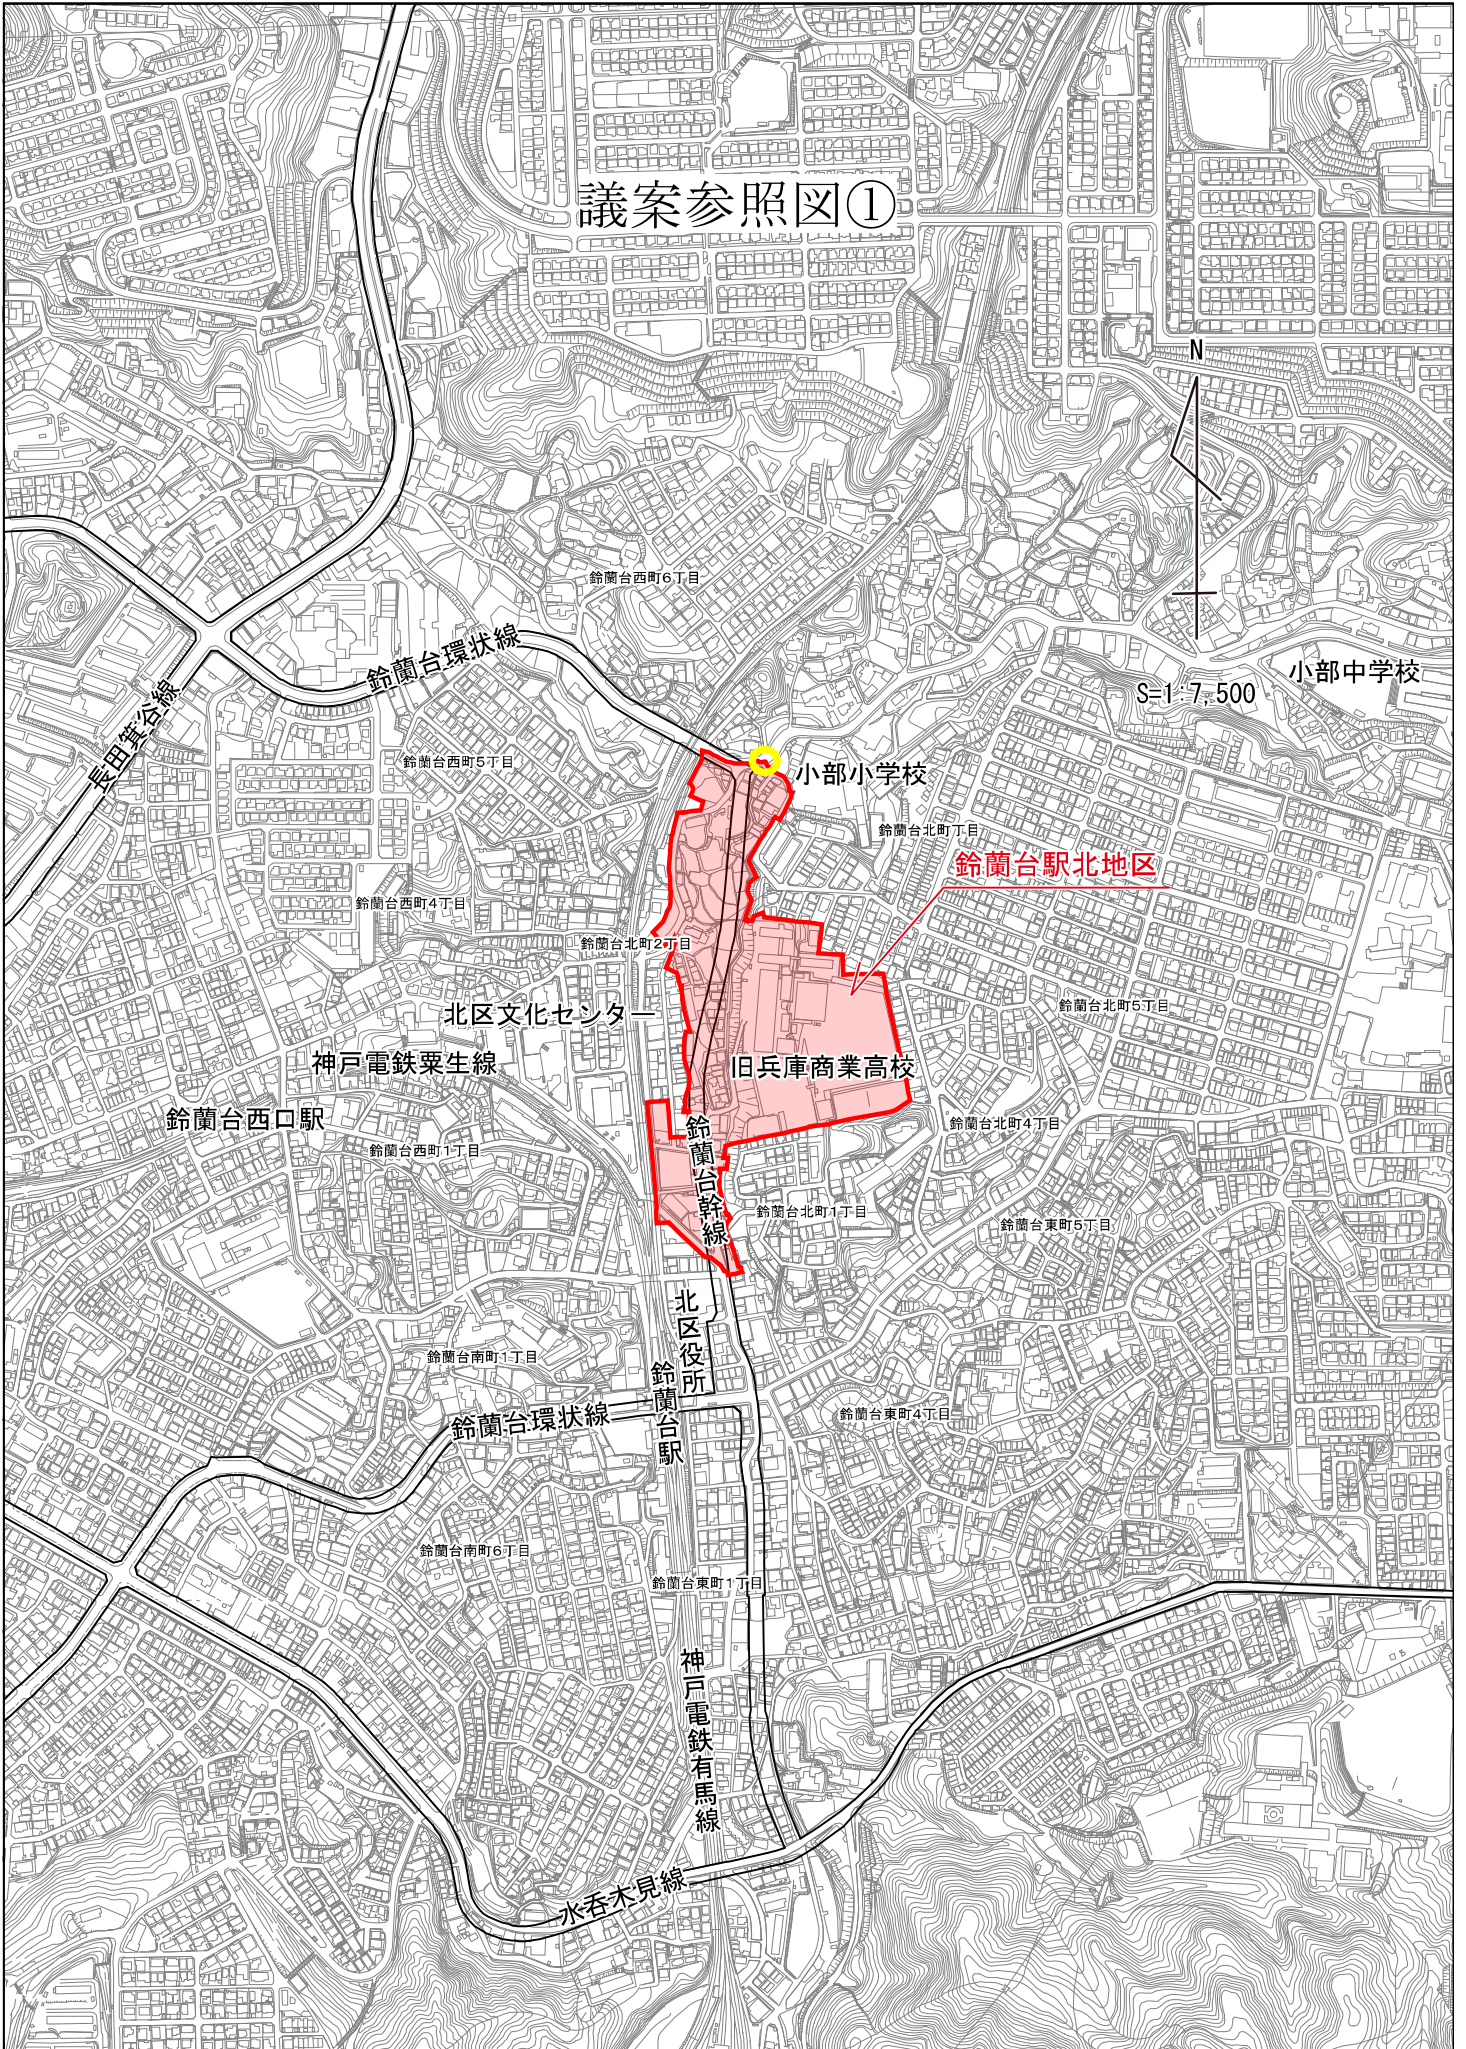 議案参照図①
N
鈴蘭台西町6丁目
鈴蘭台環状線
小部中学校
S=1:7,500
長田箕谷線
鈴蘭台西町5丁目
小部小学校
鈴蘭台北町丁目
鈴蘭台駅北地区
鈴蘭台西町4丁目
鈴蘭台北町2丁目
鈴蘭台北町5丁目
北区文化センター
神戸電鉄粟生線
旧兵庫商業高校
鈴蘭台西口駅
鈴蘭台北町4丁目
鈴蘭台西町1丁目
鈴蘭台幹線
鈴蘭台北町1丁目
鈴蘭台東町5丁目
北区役所
鈴蘭台南町1丁目
鈴蘭台駅
鈴蘭台環状線
鈴蘭台東町4丁目
鈴蘭台南町6丁目
鈴蘭台東町1丁目
神戸電鉄有馬線
水呑木見線